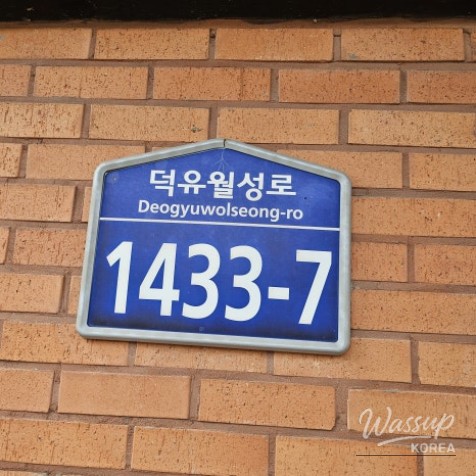 덕유월성로
Deogyuwolseong-ro
1433-7
Wassup
KOREA